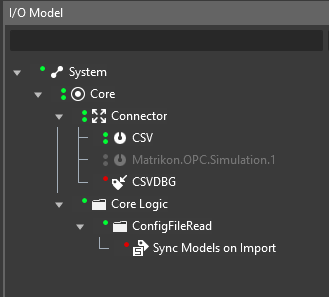 I/O Model
System
Core
Connector
CSV
Matrikon.OPC.Simulation.1
CSVDBG
Core Logic
ConfigFileRead
Sync Models on Import